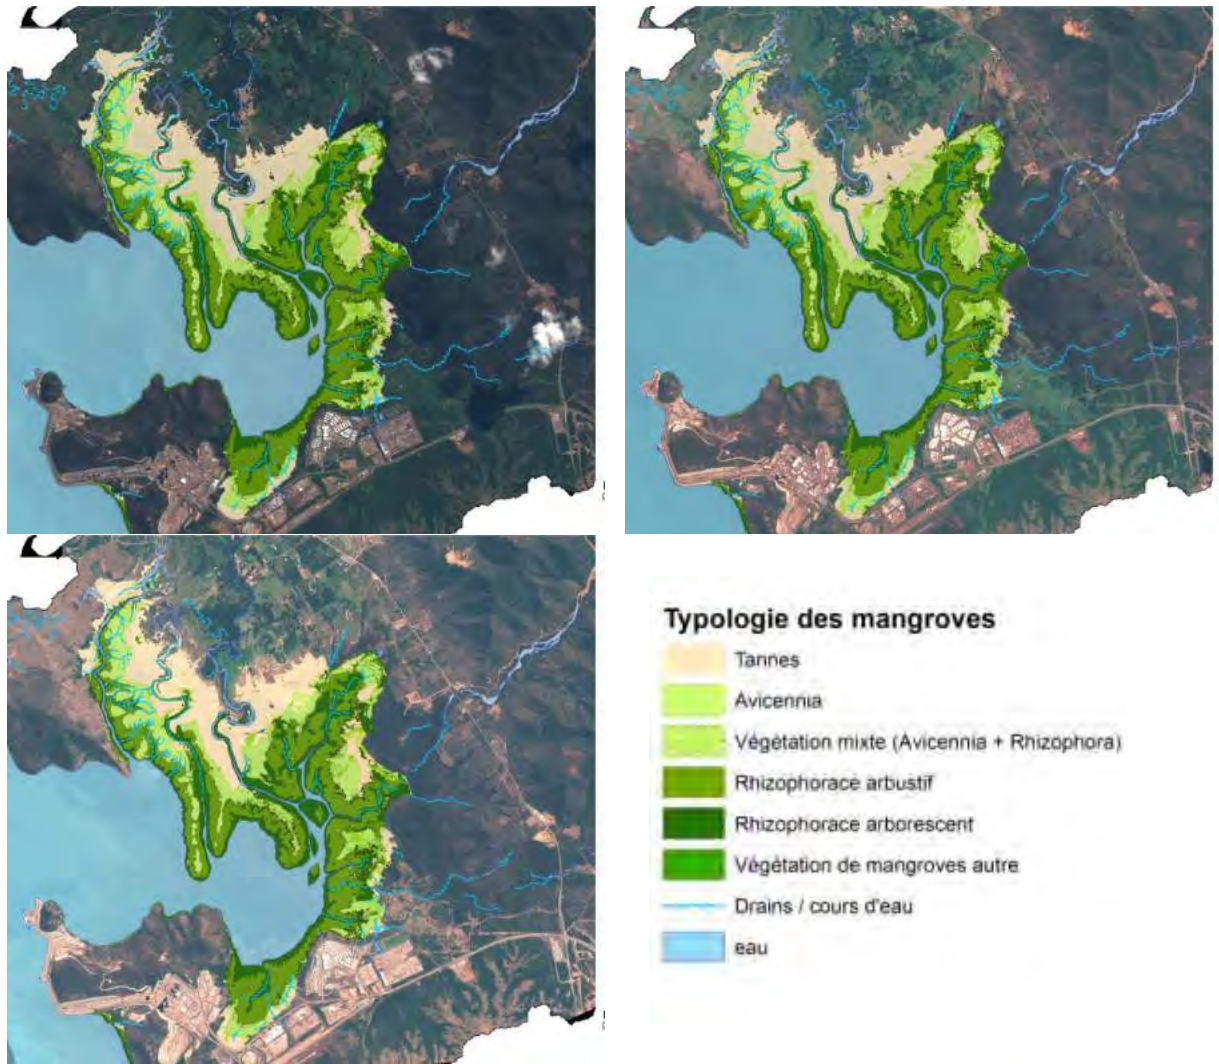 Typologie des mangroves
Tannes
Avicennia
Végétation mixte (Avicennia + Rhizophora)
Rhizophorace arbustif
Rhizophorace arborescent
Végétation de mangroves autre
Drains / cours d'eau
eau